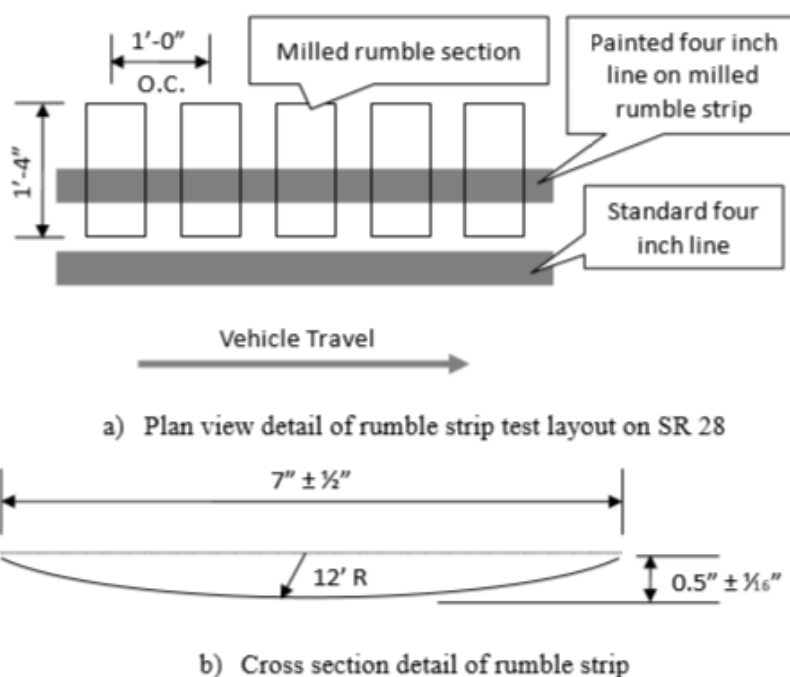 1'-0"
O.C.
Milled rumble section
Painted four inch
line on milled
rumble strip
1'-4"
Standard four
inch line
Vehicle Travel
a) Plan view detail of rumble strip test layout on SR 28
7" ± ½"
12' R
0.5" ± ⅟16"
b) Cross section detail of rumble strip